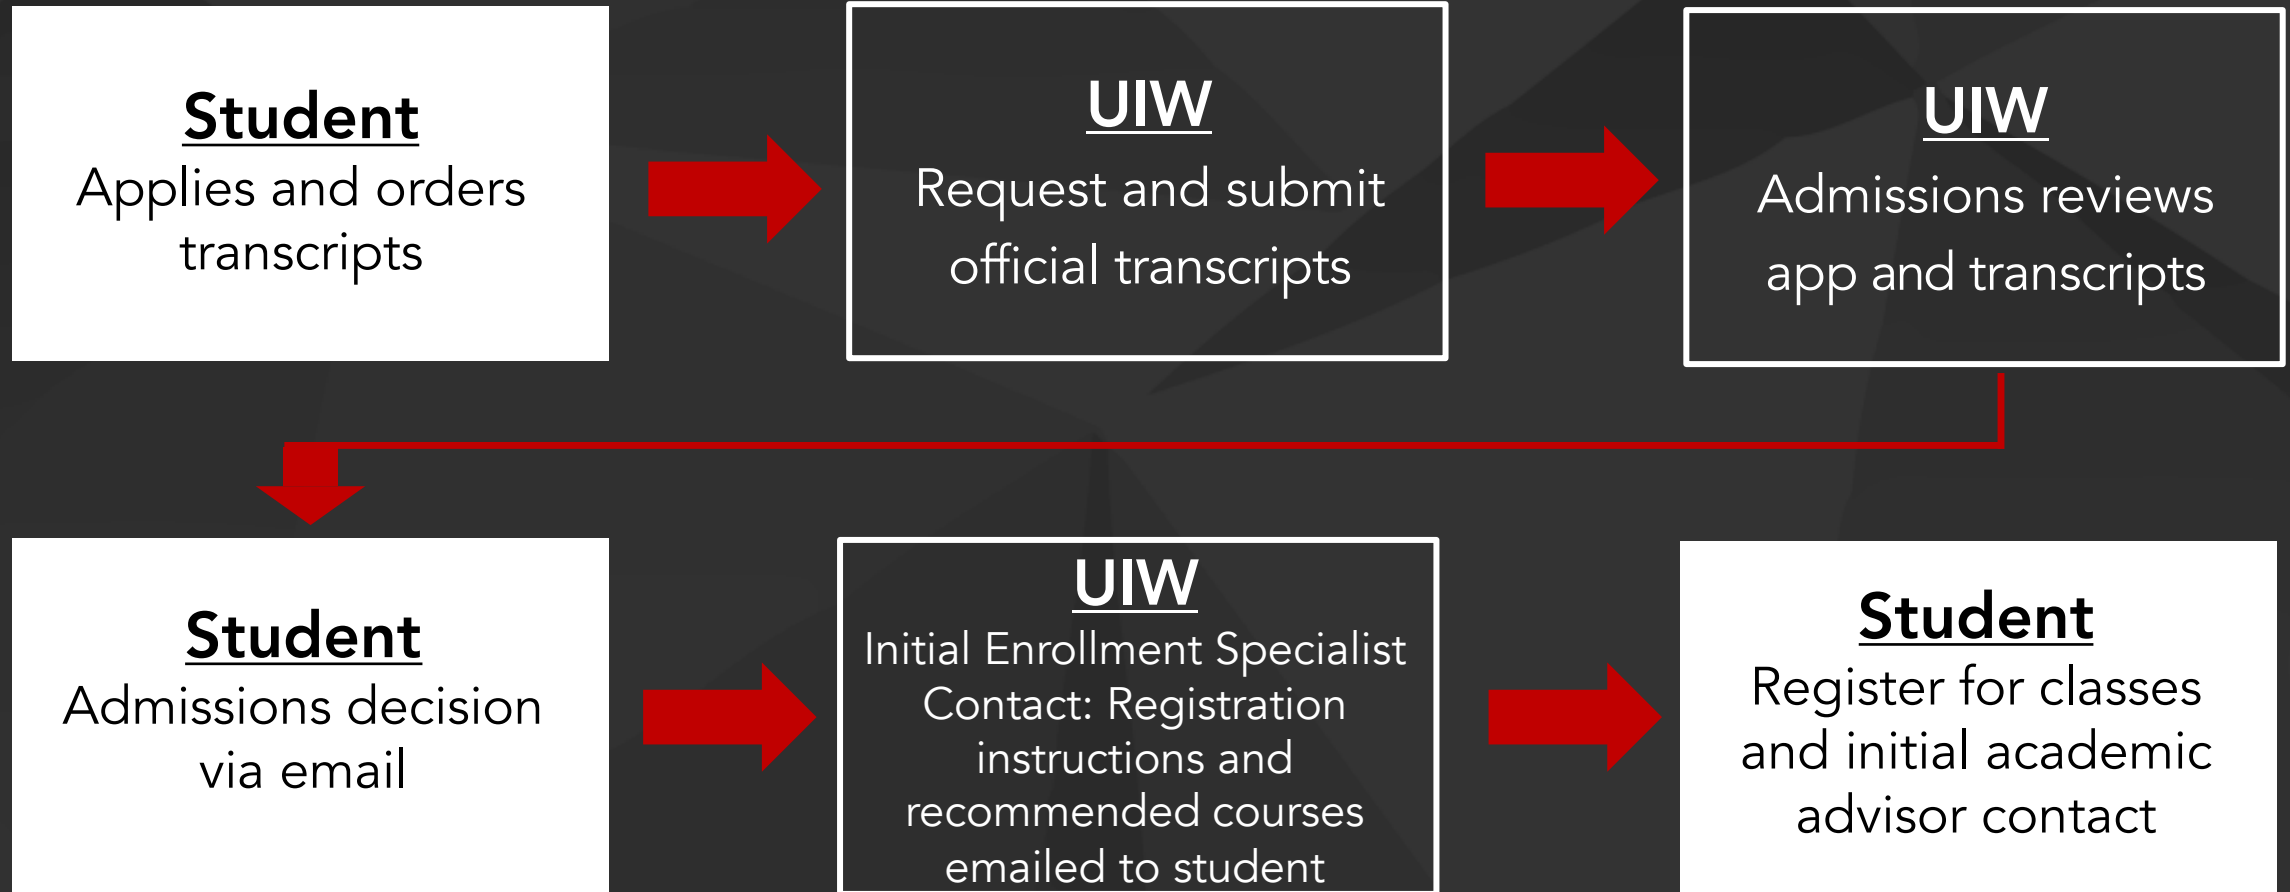 Student
Applies and orders
transcripts
UIW
Request and submit
official transcripts
UIW
Admissions reviews
app and transcripts
Student
Admissions decision
via email
UIW
Initial Enrollment Specialist
Contact: Registration
instructions and
recommended courses
emailed to student
Student
Register for classes
and initial academic
advisor contact